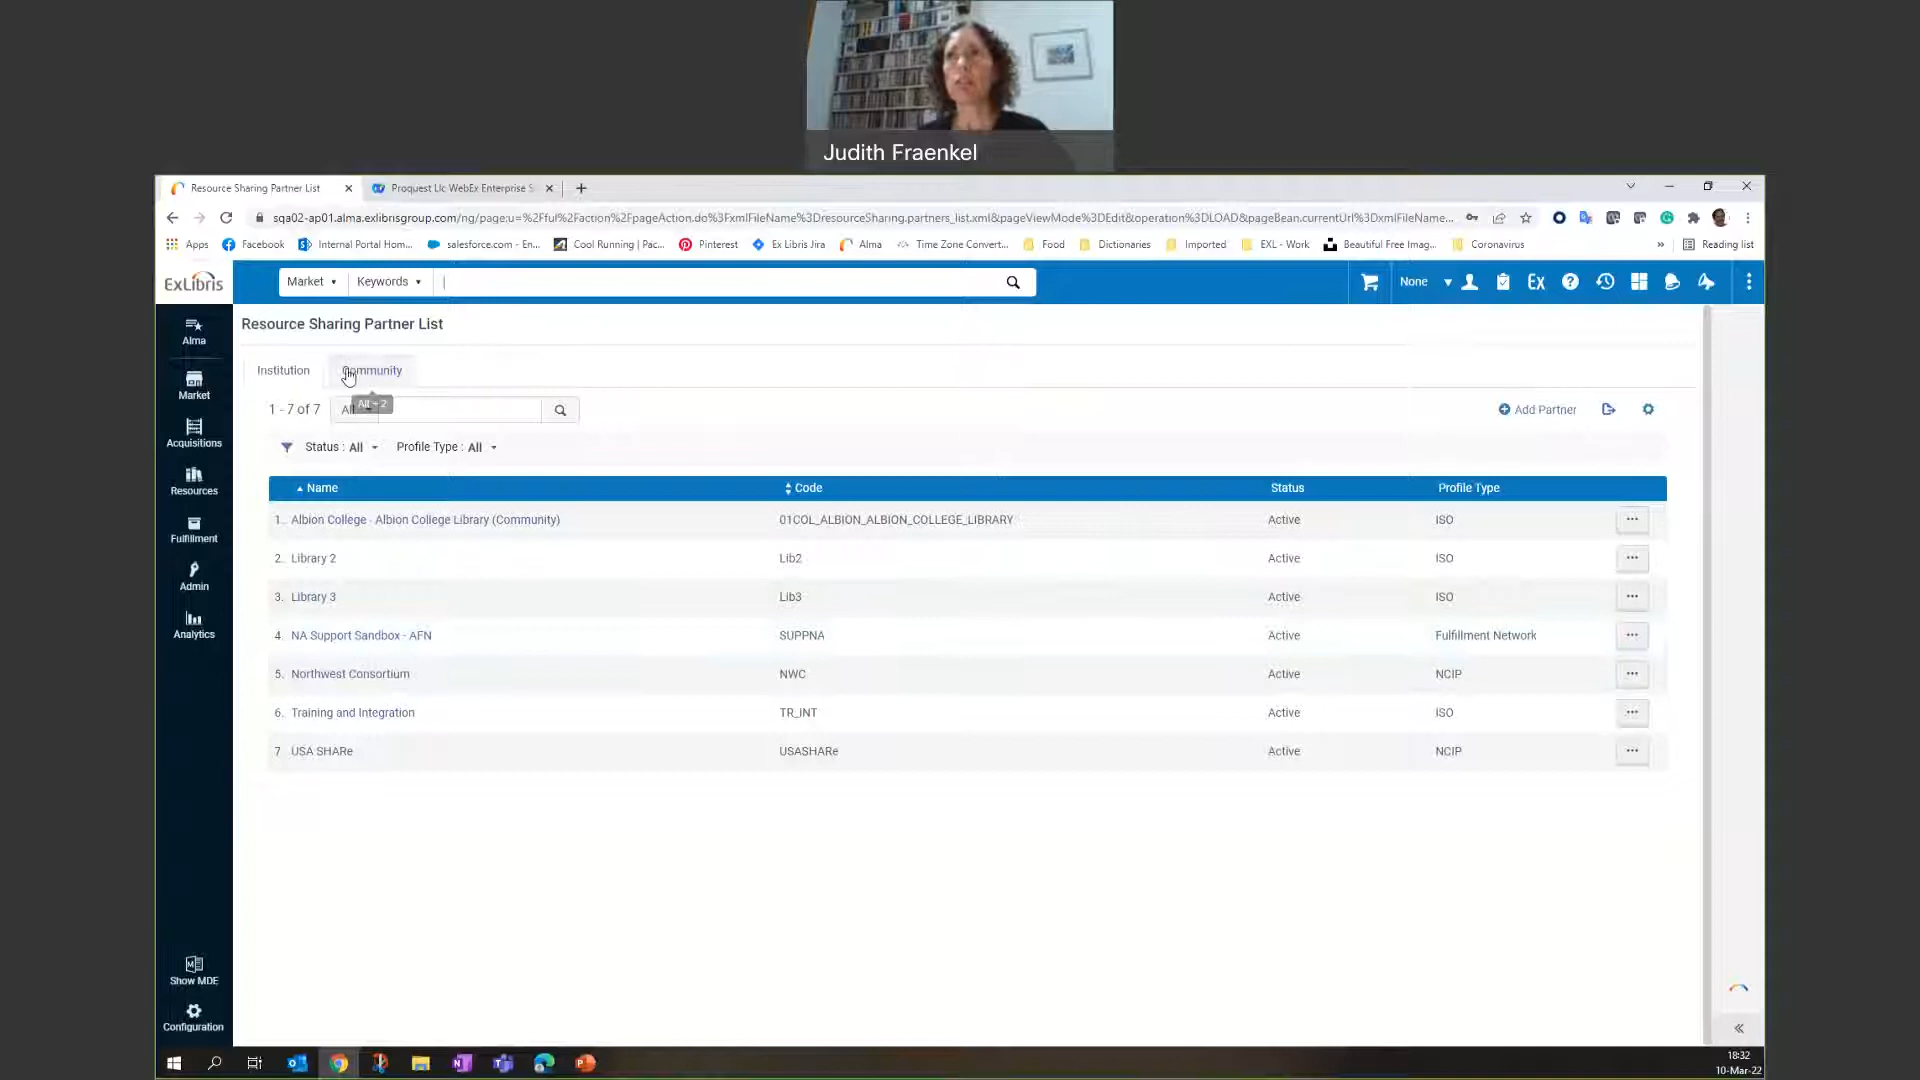 Judith Fraenkel
Resource Sharing Partner List
Proquest Llc WebEx Enterprise S
sqa02-ap01.alma.exlibrisgroup.com/ng/page;u=%2Fful%2Faction%2FpageAction.do%3FxmlFileName%3DresourceSharing.partners_list.xml&pageViewMode%3DEdit&operation%3DLOAD&pageBean.currentUrl%3DxmlFileName...
Apps Facebook Internal Portal Hom... salesforce.com - En... Cool Running | Pac... Pinterest Ex Libris Jira Alma Time Zone Convert... Food Dictionaries Imported EXL - Work Beautiful Free Imag... Coronavirus » Reading list
ExLibris Market Keywords None Ex
Alma
Market
Acquisitions
Resources
Fulfillment
Admin
Analytics
Show MDE
Configuration
Resource Sharing Partner List
Institution Community
Alt + 2
1 - 7 of 7 All Add Partner
Status : All Profile Type : All
Name Code Status Profile Type
1. Albion College - Albion College Library (Community) 01COL_ALBION_ALBION_COLLEGE_LIBRARY Active ISO
2. Library 2 Lib2 Active ISO
3. Library 3 Lib3 Active ISO
4. NA Support Sandbox - AFN SUPPNA Active Fulfillment Network
5. Northwest Consortium NWC Active NCIP
6. Training and Integration TR_INT Active ISO
7 USA SHARe USASHARe Active NCIP
18:32
10-Mar-22